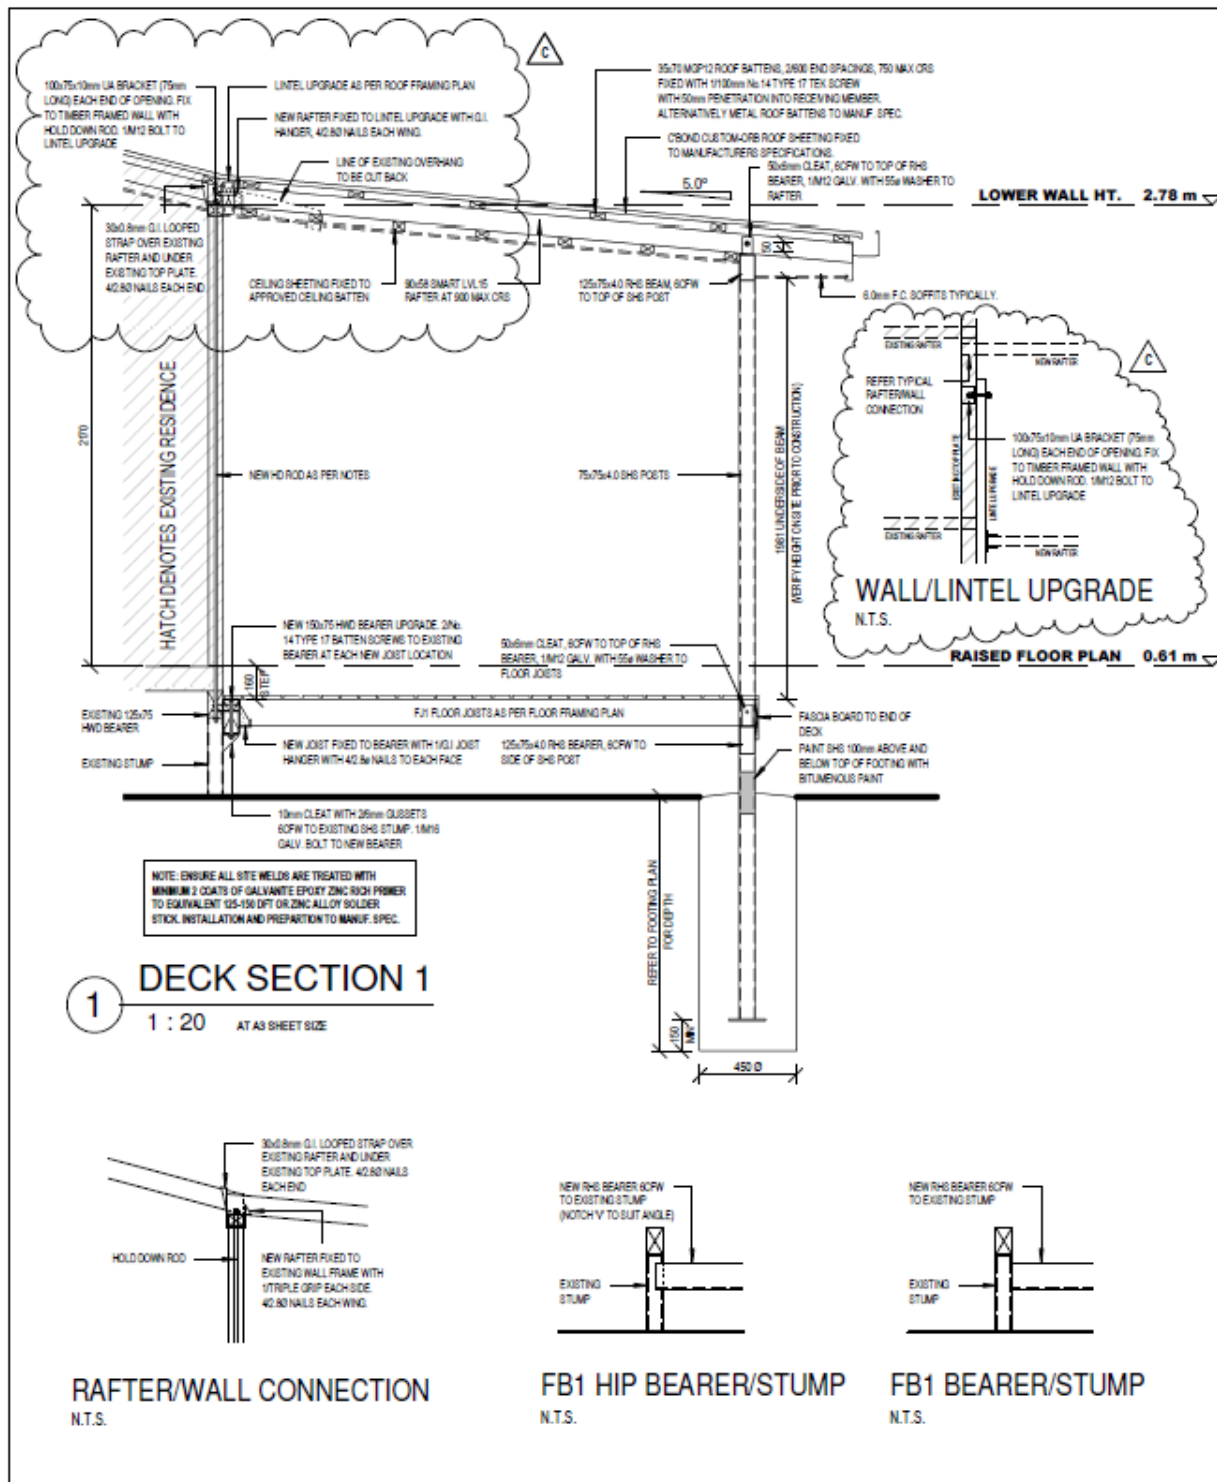 C
100x75x10mm UA BRACKET (75mm
LONG) EACH END OF OPENING. FIX
TO TIMBER FRAMED WALL WITH
HOLD DOWN ROD. 1/M12 BOLT TO
LINTEL UPGRADE
LINTEL UPGRADE AS PER ROOF FRAMING PLAN
NEW RAFTER FIXED TO LINTEL UPGRADE WITH G.I.
HANGER, 4/2.8Ø NAILS EACH WING.
LINE OF EXISTING OVERHANG
TO BE CUT BACK
35x70 MGP12 ROOF BATTENS, 2/600 END SPACINGS, 750 MAX CRS
FIXED WITH 1/100mm No.14 TYPE 17 TEK SCREW
WITH 50mm PENETRATION INTO RECEIVING MEMBER.
ALTERNATIVELY METAL ROOF BATTENS TO MANUF. SPEC.
C'BOND CUSTOM-ORB ROOF SHEETING FIXED
TO MANUFACTURERS SPECIFICATIONS.
50x6mm CLEAT, 6CFW TO TOP OF RHS
BEARER, 1/M12 GALV. WITH 55ø WASHER TO
RAFTER
5.0°
LOWER WALL HT. 2.78 m
30x0.8mm G.I. LOOPED
STRAP OVER EXISTING
RAFTER AND UNDER
EXISTING TOP PLATE.
4/2.8Ø NAILS EACH END
CEILING SHEETING FIXED TO
APPROVED CEILING BATTEN
90x58 SMART LVL15
RAFTER AT 900 MAX CRS
125x75x4.0 RHS BEAM, 6CFW
TO TOP OF SHS POST
50
6.0mm F.C. SOFFITS TYPICALLY.
2170
HATCH DENOTES EXISTING RESIDENCE
NEW HD ROD AS PER NOTES
75x75x4.0 SHS POSTS
1981 UNDERSIDE OF BEAM
(VERIFY HEIGHT ON SITE PRIOR TO CONSTRUCTION)
C
EXISTING RAFTER
NEW RAFTER
REFER TYPICAL
RAFTER/WALL
CONNECTION
EXISTING TOP PLATE
LINTEL UPGRADE
100x75x10mm UA BRACKET (75mm
LONG) EACH END OF OPENING. FIX
TO TIMBER FRAMED WALL WITH
HOLD DOWN ROD. 1/M12 BOLT TO
LINTEL UPGRADE
EXISTING RAFTER
NEW RAFTER
WALL/LINTEL UPGRADE
N.T.S.
RAISED FLOOR PLAN 0.61 m
NEW 150x75 HWD BEARER UPGRADE. 2/No.
14 TYPE 17 BATTEN SCREWS TO EXISTING
BEARER AT EACH NEW JOIST LOCATION
50x6mm CLEAT, 6CFW TO TOP OF RHS
BEARER, 1/M12 GALV. WITH 55ø WASHER TO
FLOOR JOISTS
160
STEP
EXISTING 125x75
HWD BEARER
FJ1 FLOOR JOISTS AS PER FLOOR FRAMING PLAN
FASCIA BOARD TO END OF
DECK
EXISTING STUMP
NEW JOIST FIXED TO BEARER WITH 1/G.I JOIST
HANGER WITH 4/2.8ø NAILS TO EACH FACE
125x75x4.0 RHS BEARER, 6CFW TO
SIDE OF SHS POST
PAINT SHS 100mm ABOVE AND
BELOW TOP OF FOOTING WITH
BITUMENOUS PAINT
10mm CLEAT WITH 2/6mm GUSSETS
6CFW TO EXISTING SHS STUMP. 1/M16
GALV. BOLT TO NEW BEARER
NOTE: ENSURE ALL SITE WELDS ARE TREATED WITH
MINIMUM 2 COATS OF GALVANITE EPOXY ZINC RICH PRIMER
TO EQUIVALENT 125-150 DFT OR ZINC ALLOY SOLDER
STICK. INSTALLATION AND PREPARTION TO MANUF. SPEC.
REFER TO FOOTING PLAN
FOR DEPTH
150
MIN
450 Ø
1
DECK SECTION 1
1 : 20 AT A3 SHEET SIZE
30x0.8mm G.I. LOOPED STRAP OVER
EXISTING RAFTER AND UNDER
EXISTING TOP PLATE. 4/2.8Ø NAILS
EACH END
HOLD DOWN ROD
NEW RAFTER FIXED TO
EXISTING WALL FRAME WITH
1/TRIPLE GRIP EACH SIDE.
4/2.8Ø NAILS EACH WING.
RAFTER/WALL CONNECTION
N.T.S.
NEW RHS BEARER 6CFW
TO EXISTING STUMP
(NOTCH 'V' TO SUIT ANGLE)
EXISTING
STUMP
FB1 HIP BEARER/STUMP
N.T.S.
NEW RHS BEARER 6CFW
TO EXISTING STUMP
EXISTING
STUMP
FB1 BEARER/STUMP
N.T.S.